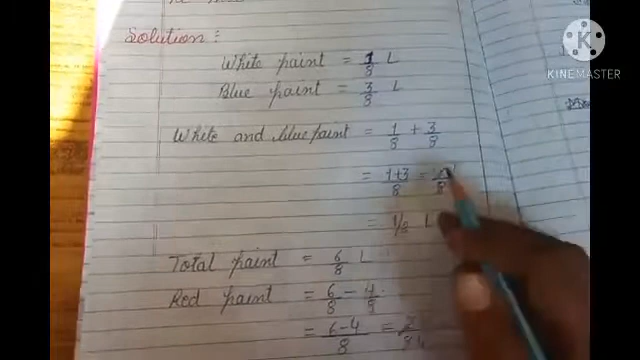 Solution :
White paint = 1/8 L
Blue paint = 3/8 L
White and blue paint = 1/8 + 3/8
= 1+3/8 = /8
= 1/2 L
Total paint = 6/8 L
Red paint = 6/8 - 4/8
= 6-4/8 = 2/8
KINEMASTER